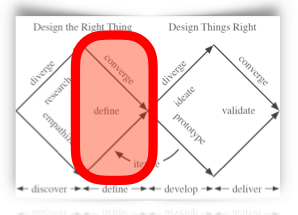 Design the Right Thing
Design Things Right
diverge
research
empathize
converge
define
iterate
diverge
ideate
prototype
converge
validate
discover
define
develop
deliver